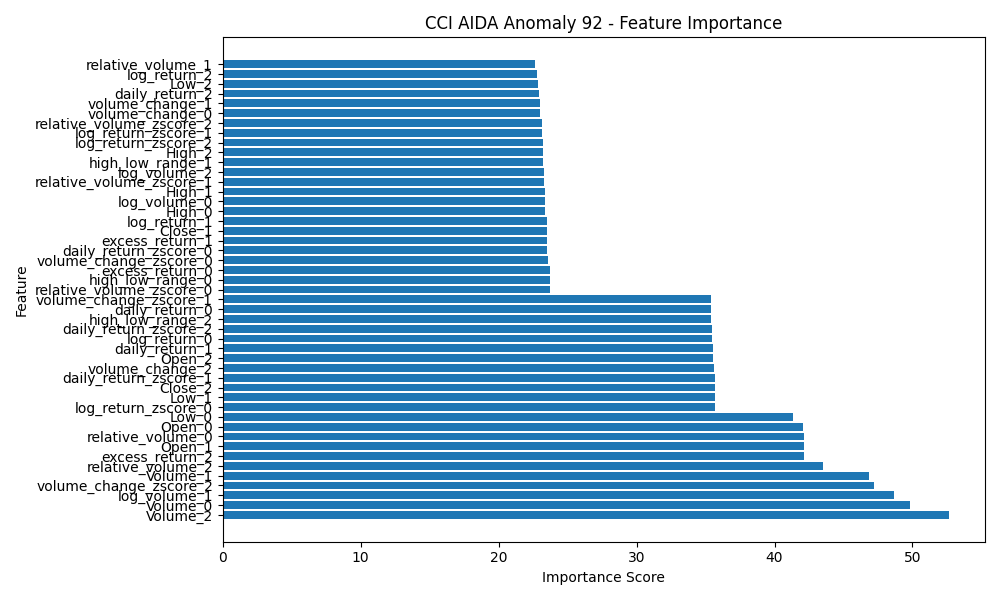 CCI AIDA Anomaly 92 - Feature Importance
relative_volume_1
log_return_2
Low_2
daily_return_2
volume_change_1
volume_change_0
relative_volume_zscore_2
log_return_zscore_1
log_return_zscore_2
High_2
high_low_range_1
log_volume_2
relative_volume_zscore_1
High_1
log_volume_0
High_0
log_return_1
Close_1
excess_return_1
daily_return_zscore_0
volume_change_zscore_0
excess_return_0
high_low_range_0
relative_volume_zscore_0
volume_change_zscore_1
daily_return_0
high_low_range_2
daily_return_zscore_2
log_return_0
daily_return_1
Open_2
volume_change_2
daily_return_zscore_1
Close_2
Low_1
log_return_zscore_0
Low_0
Open_0
relative_volume_0
Open_1
excess_return_2
relative_volume_2
Volume_1
volume_change_zscore_2
log_volume_1
Volume_0
Volume_2
Feature
0 10 20 30 40 50
Importance Score